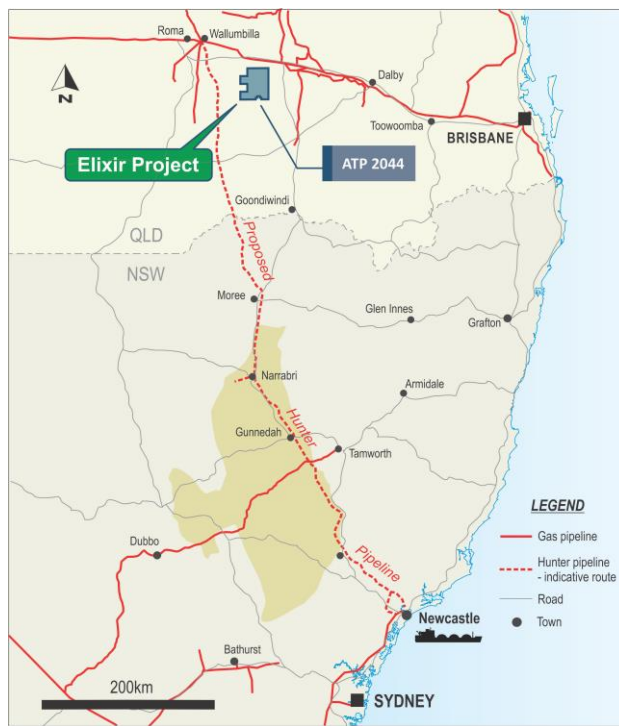 Roma
Wallumbilla
Dalby
Toowoomba
BRISBANE
Elixir Project
ATP 2044
Goondiwindi
N
QLD
NSW
Proposed
Moree
Glen Innes
Grafton
Narrabri
Armidale
Hunter
Gunnedah
Tamworth
Dubbo
Pipeline
Newcastle
Bathurst
SYDNEY
200km
LEGEND
Gas pipeline
Hunter pipeline
- indicative route
Road
Town